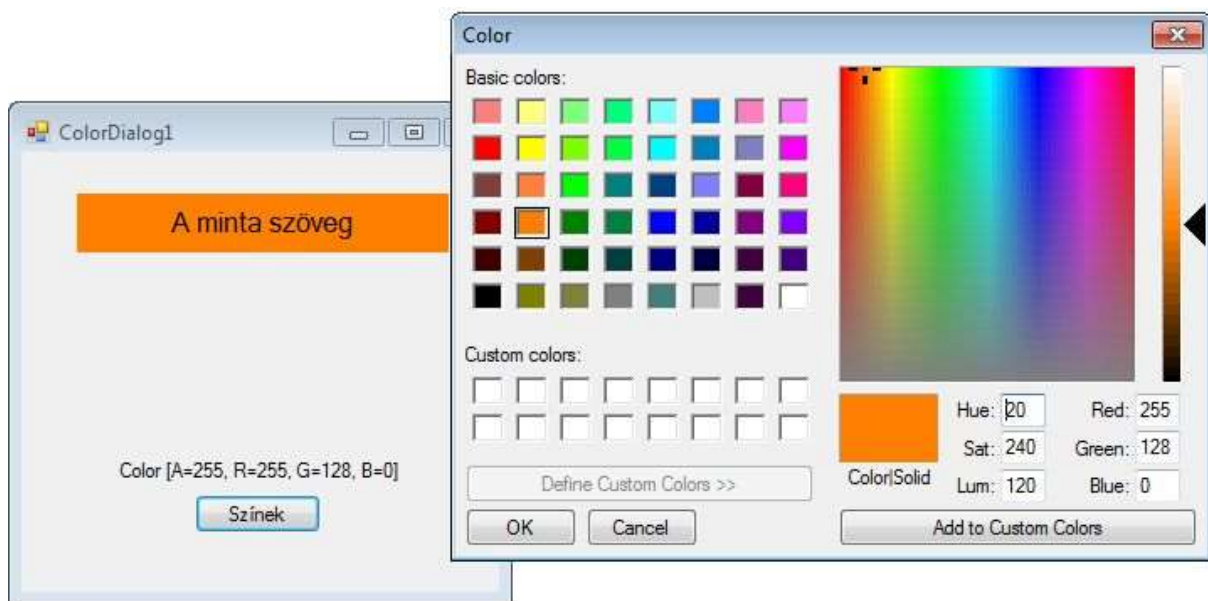 ColorDialog1
A minta szöveg
Color [A=255, R=255, G=128, B=0]
Színek
Color
Basic colors:
Custom colors:
Define Custom Colors >>
OK Cancel
Color|Solid
Hue: 20 Red: 255
Sat: 240 Green: 128
Lum: 120 Blue: 0
Add to Custom Colors